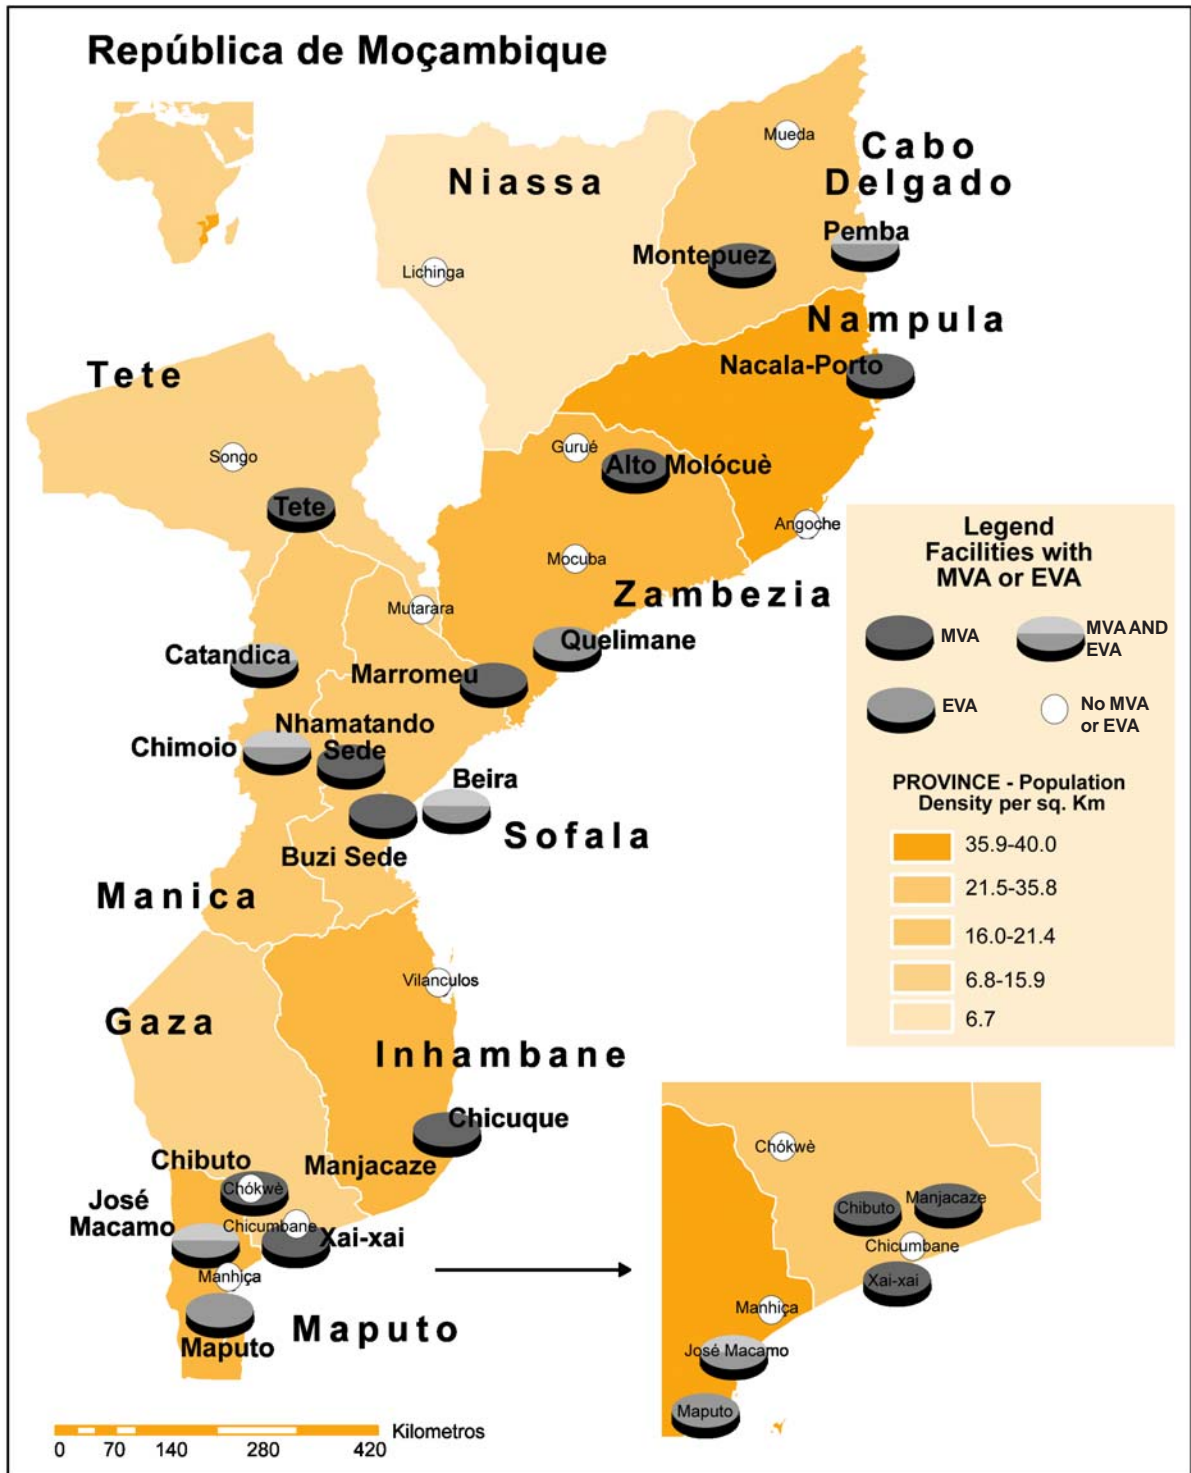 República de Moçambique
Mueda
Cabo
Delgado
Niassa
Pemba
Montepuez
Lichinga
Nampula
Nacala-Porto
Tete
Gurué
Songo
Alto Molócuè
Tete
Angoche
Mocuba
Zambezia
Mutarara
Quelimane
Catandica
Marromeu
Nhamatando
Sede
Chimoio
Beira
Sofala
Buzi Sede
Manica
Vilanculos
Gaza
Inhambane
Chicuque
Manjacaze
Chibuto
Chókwè
José
Macamo
Chicumbane
Xai-xai
Manhiça
Maputo
Maputo
Legend
Facilities with
MVA or EVA
MVA
MVA AND
EVA
EVA
No MVA
or EVA
PROVINCE - Population
Density per sq. Km
35.9-40.0
21.5-35.8
16.0-21.4
6.8-15.9
6.7
Chókwè
Chibuto
Manjacaze
Chicumbane
Xai-xai
Manhiça
José Macamo
Maputo
Kilometros
0 70 140 280 420